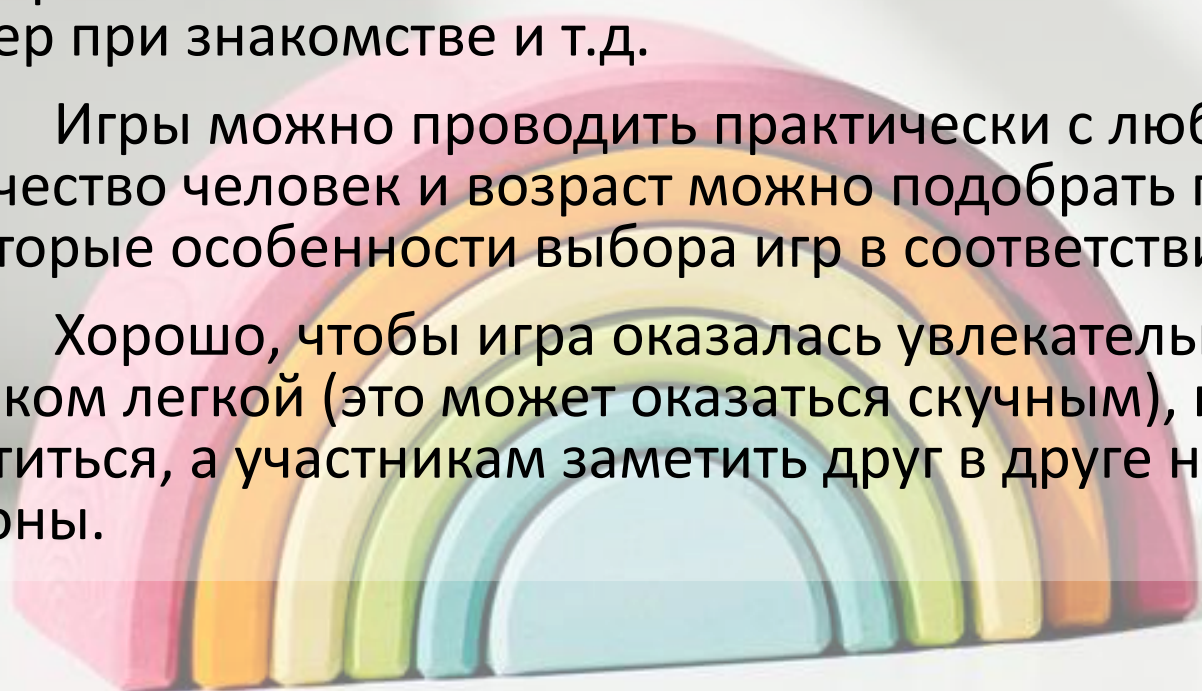 ер при знакомстве и т.д.
Игры можно проводить практически с люб
чество человек и возраст можно подобрать
торые особенности выбора игр в соответстви
Хорошо, чтобы игра оказалась увлекатель
ком легкой (это может оказаться скучным),
титься, а участникам заметить друг в друге н
оны.